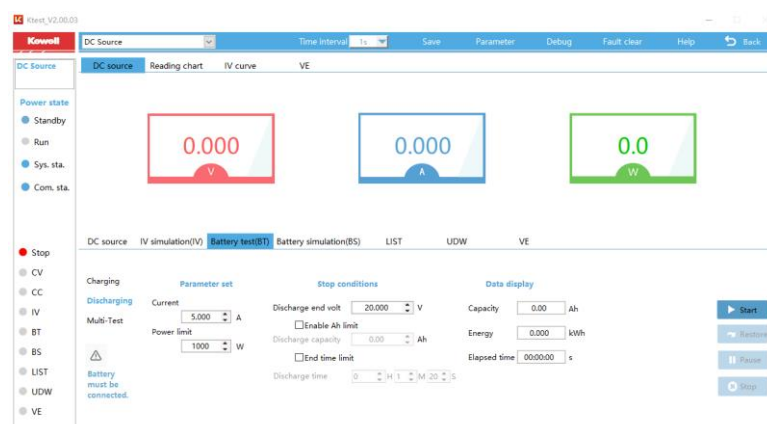 Ktest_V2.00.03
Kewell DC Source Time Interval 1s Save Parameter Debug Fault clear Help Back
DC Source
DC source Reading chart IV curve VE
Power state
Standby
Run
Sys. sta.
Com. sta.
0.000
V
0.000
A
0.0
W
DC source IV simulation(IV) Battery test(BT) Battery simulation(BS) LIST UDW VE
Stop
CV
CC
IV
BT
BS
LIST
UDW
VE
Charging
Discharging
Multi-Test
Battery
must be
connected.
Parameter set
Current
5.000 A
Power limit
1000 W
Stop conditions
Discharge end volt 20.000 V
Enable Ah limit
Discharge capacity 0.00 Ah
End time limit
Discharge time 0 H 1 M 20 S
Data display
Capacity 0.00 Ah
Energy 0.000 kWh
Elapsed time 00:00:00 s
Start
Restore
Pause
Stop